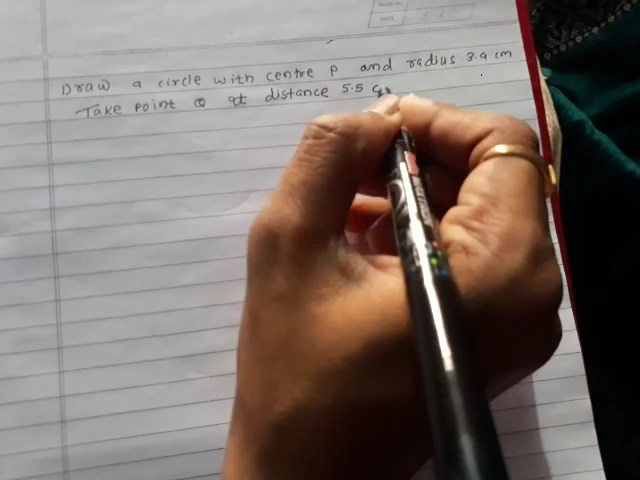 Draw a circle with centre P and radius 3.4 cm
Take point Q at distance 5.5 c